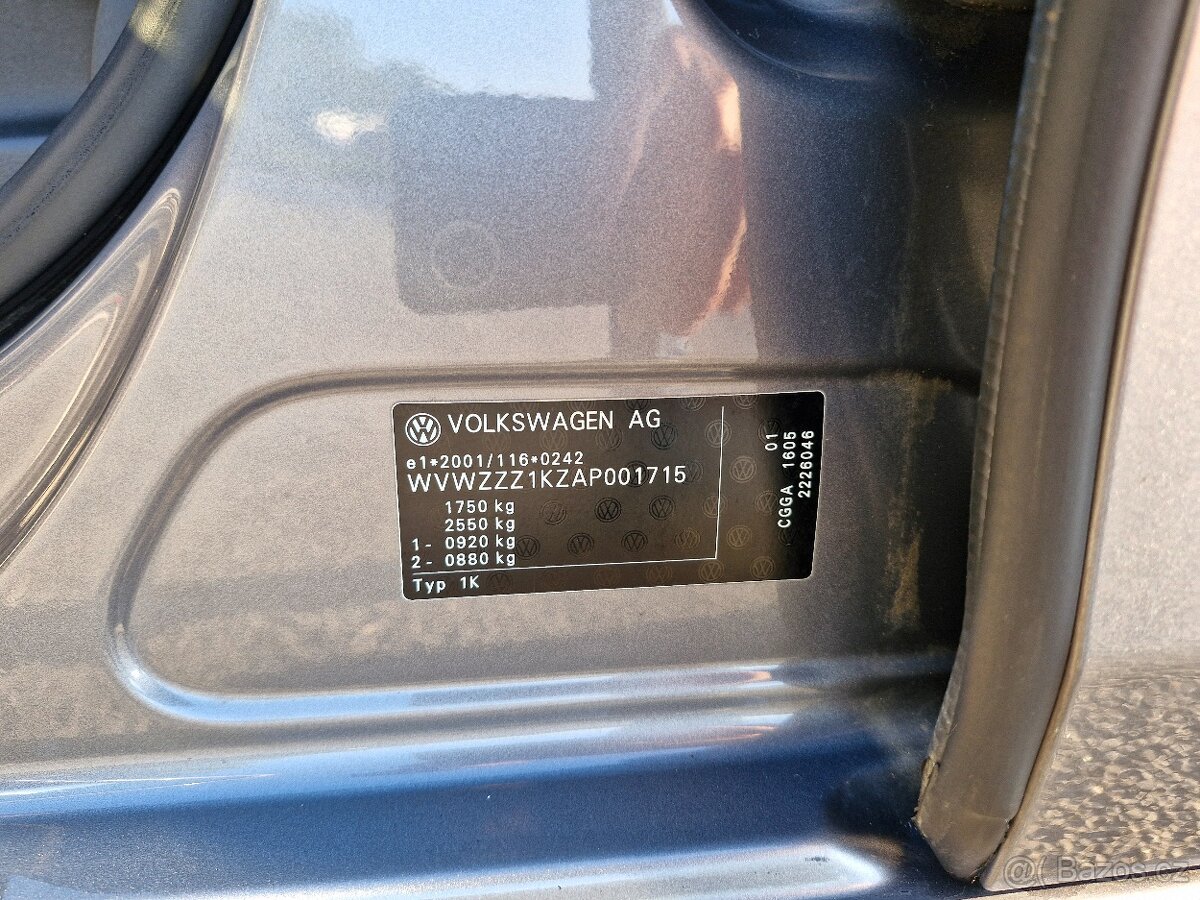 VOLKSWAGEN AG
e1*2001/116*0242
WVWZZZ1KZAP001715
1750 kg
2550 kg
1- 0920 kg
2- 0880 kg
Typ 1K
01
CGGA 1605
2226046
Bazos.cz